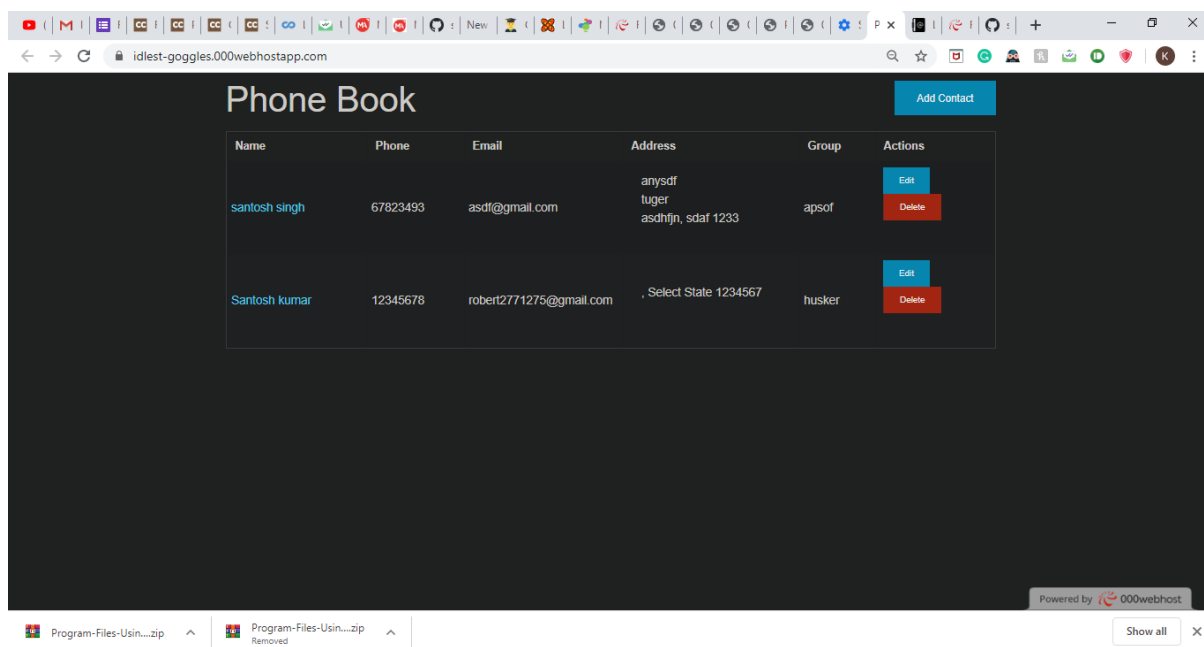 New
idlest-goggles.000webhostapp.com
K
Phone Book
Add Contact
Name Phone Email Address Group Actions
santosh singh 67823493 asdf@gmail.com
anysdf
tuger
asdhfjn, sdaf 1233
apsof
Edit
Delete
Santosh kumar 12345678 robert2771275@gmail.com
, Select State 1234567
husker
Edit
Delete
Powered by 000webhost
Program-Files-Usin....zip
Program-Files-Usin....zip
Removed
Show all